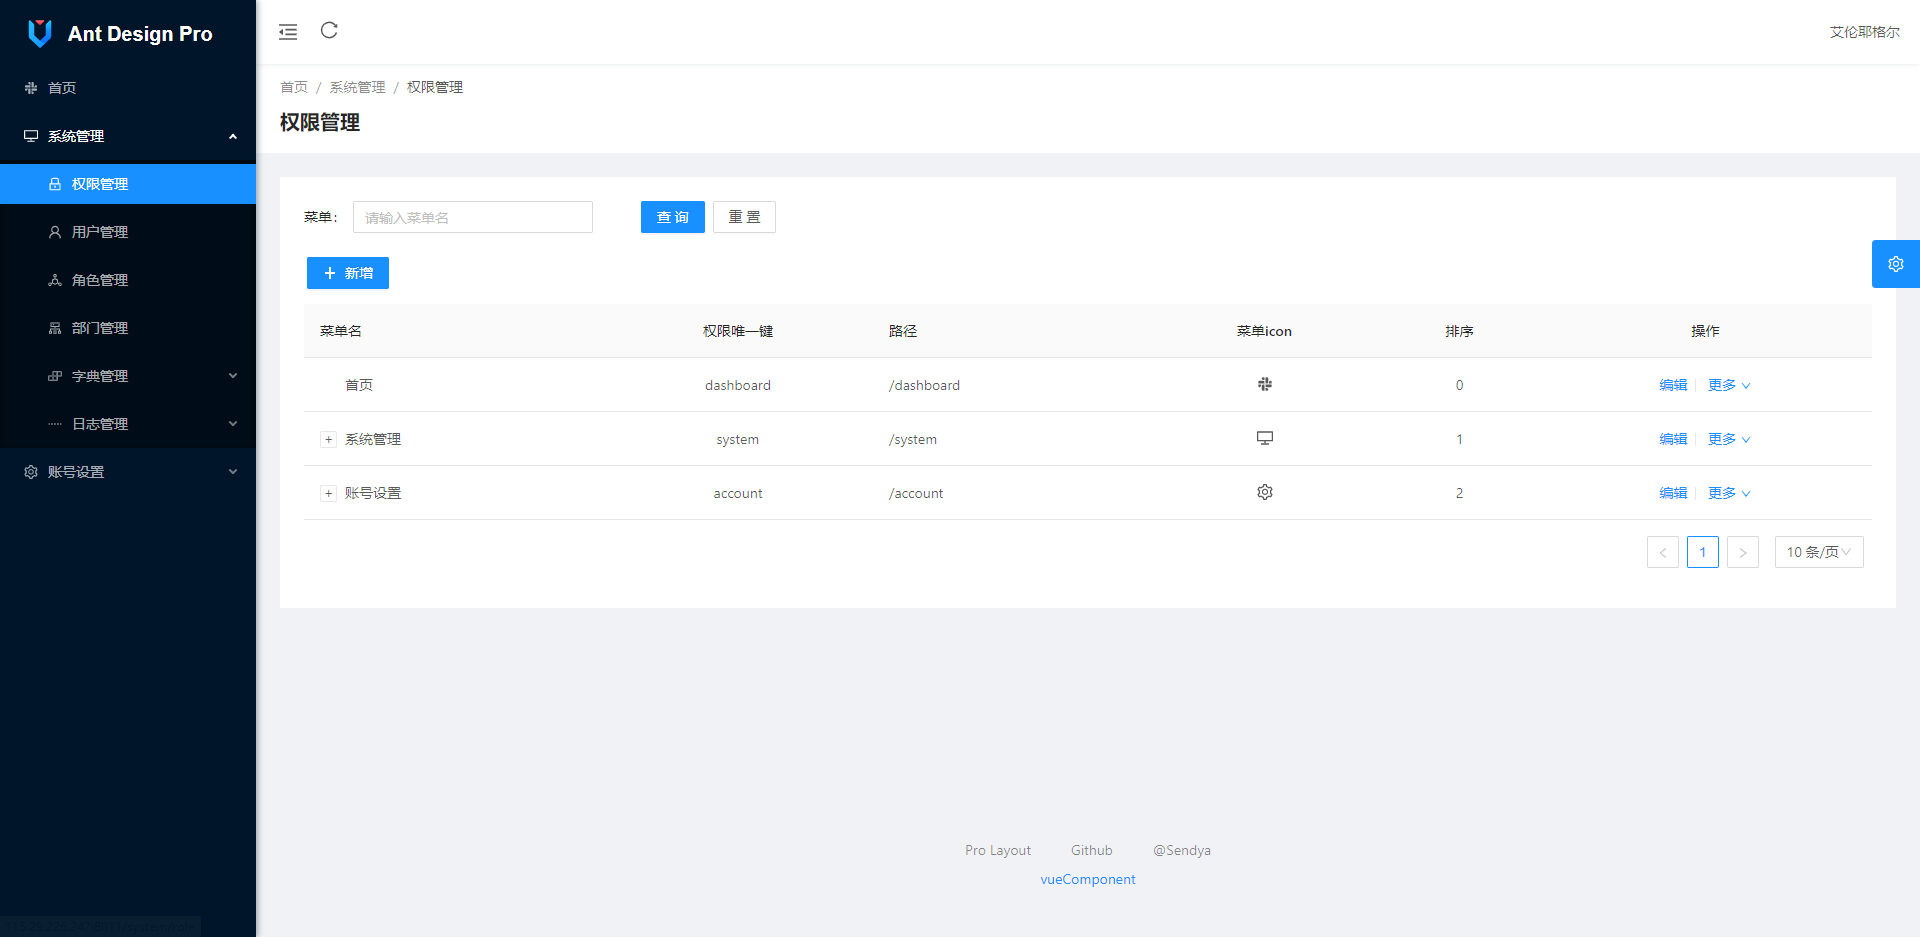 Ant Design Pro
首页
系统管理
权限管理
用户管理
角色管理
部门管理
字典管理
日志管理
账号设置
艾伦耶格尔
首页 / 系统管理 / 权限管理
权限管理
菜单: 请输入菜单名 查 询 重 置
+ 新增
菜单名 权限唯一键 路径 菜单icon 排序 操作
首页 dashboard /dashboard 0 编辑 更多
+ 系统管理 system /system 1 编辑 更多
+ 账号设置 account /account 2 编辑 更多
< 1 > 10 条/页
Pro Layout Github @Sendya
vueComponent